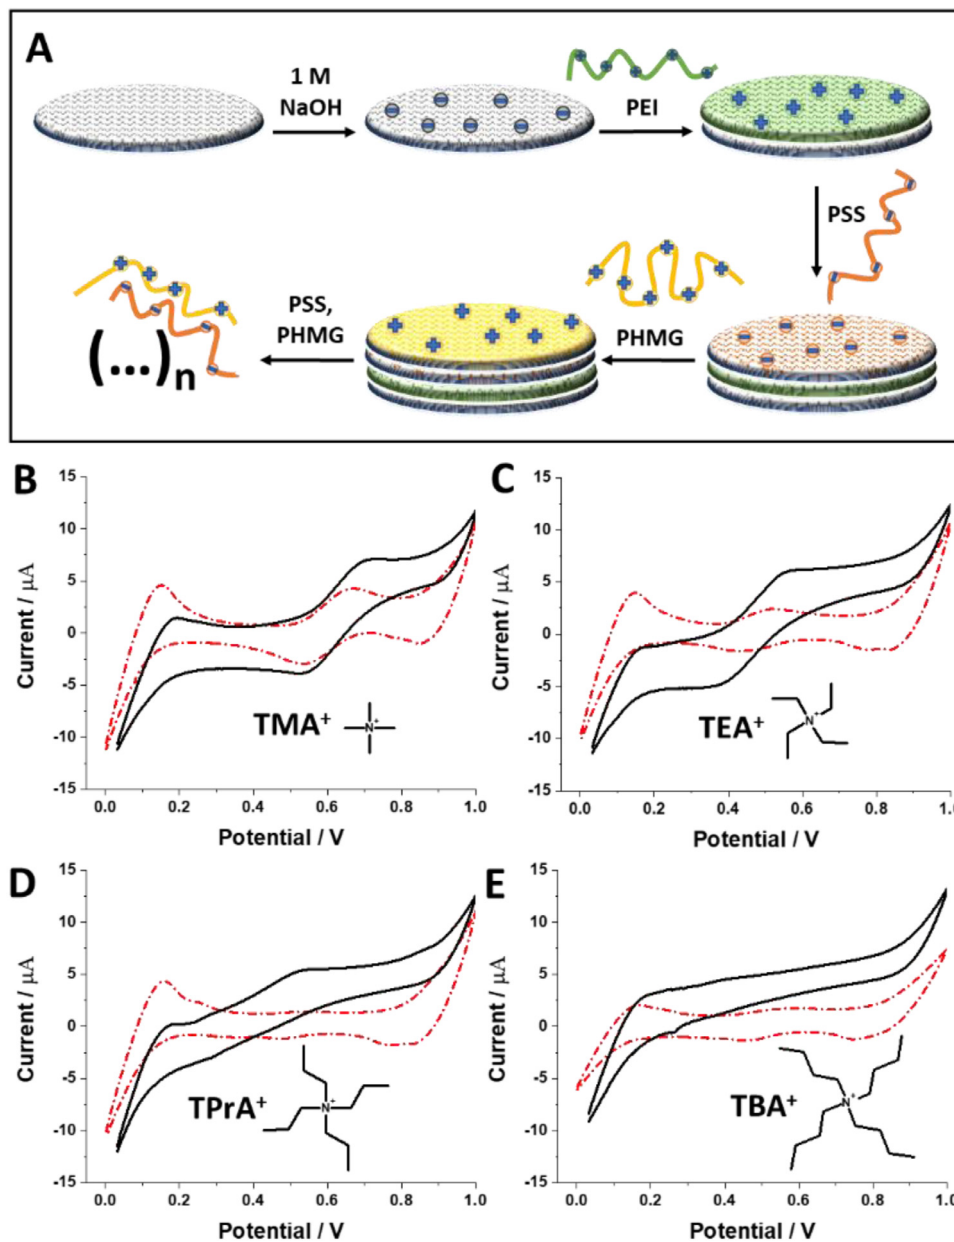 A
1 M
NaOH
PEI
PSS
PHMG
PSS,
PHMG
(...)n
B
15
10
5
0
-5
-10
-15
Current / μA
0.0 0.2 0.4 0.6 0.8 1.0
Potential / V
TMA+
N+
C
15
10
5
0
-5
-10
-15
Current / μA
0.0 0.2 0.4 0.6 0.8 1.0
Potential / V
TEA+
N+
D
15
10
5
0
-5
-10
-15
Current / μA
0.0 0.2 0.4 0.6 0.8 1.0
Potential / V
TPrA+
N+
E
15
10
5
0
-5
-10
-15
Current / μA
0.0 0.2 0.4 0.6 0.8 1.0
Potential / V
TBA+
N+